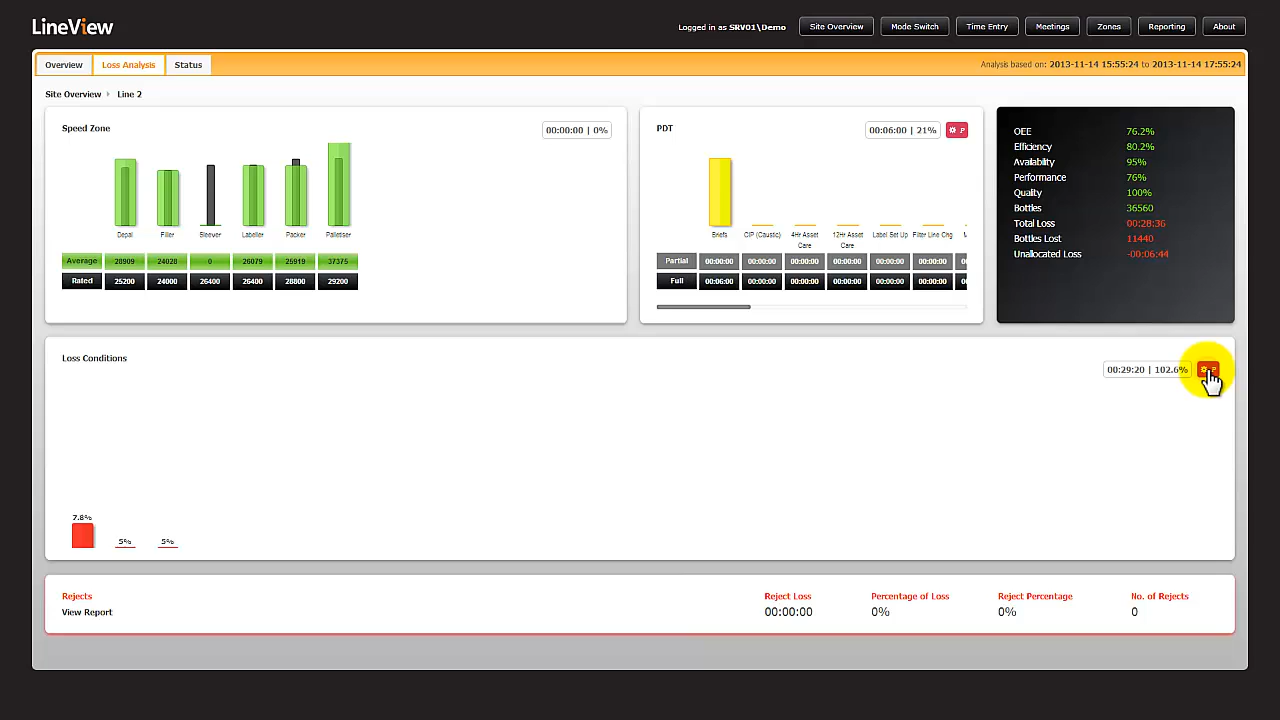 LineView
Logged in as SRV01\Demo
Site Overview
Mode Switch
Time Entry
Meetings
Zones
Reporting
About
Overview
Loss Analysis
Status
Analysis based on: 2013-11-14 15:55:24 to 2013-11-14 17:55:24
Site Overview Line 2
Speed Zone
00:00:00 | 0%
Depal Filler Sleever Labeller Packer Palletiser
Average 28909 24028 0 26079 25919 37375
Rated 25200 24000 26400 26400 28800 29200
PDT
00:06:00 | 21%
P
Briefs CIP (Caustic) 4Hr Asset Care 12Hr Asset Care Label Set Up Filter Line Chg
Partial 00:00:00 00:00:00 00:00:00 00:00:00 00:00:00 00:00:00
Full 00:06:00 00:00:00 00:00:00 00:00:00 00:00:00 00:00:00
OEE 76.2%
Efficiency 80.2%
Availability 95%
Performance 76%
Quality 100%
Bottles 36560
Total Loss 00:28:36
Bottles Lost 11440
Unallocated Loss -00:06:44
Loss Conditions
00:29:20 | 102.6%
P
7.8%
5%
5%
Rejects
View Report
Reject Loss Percentage of Loss Reject Percentage No. of Rejects
00:00:00 0% 0% 0